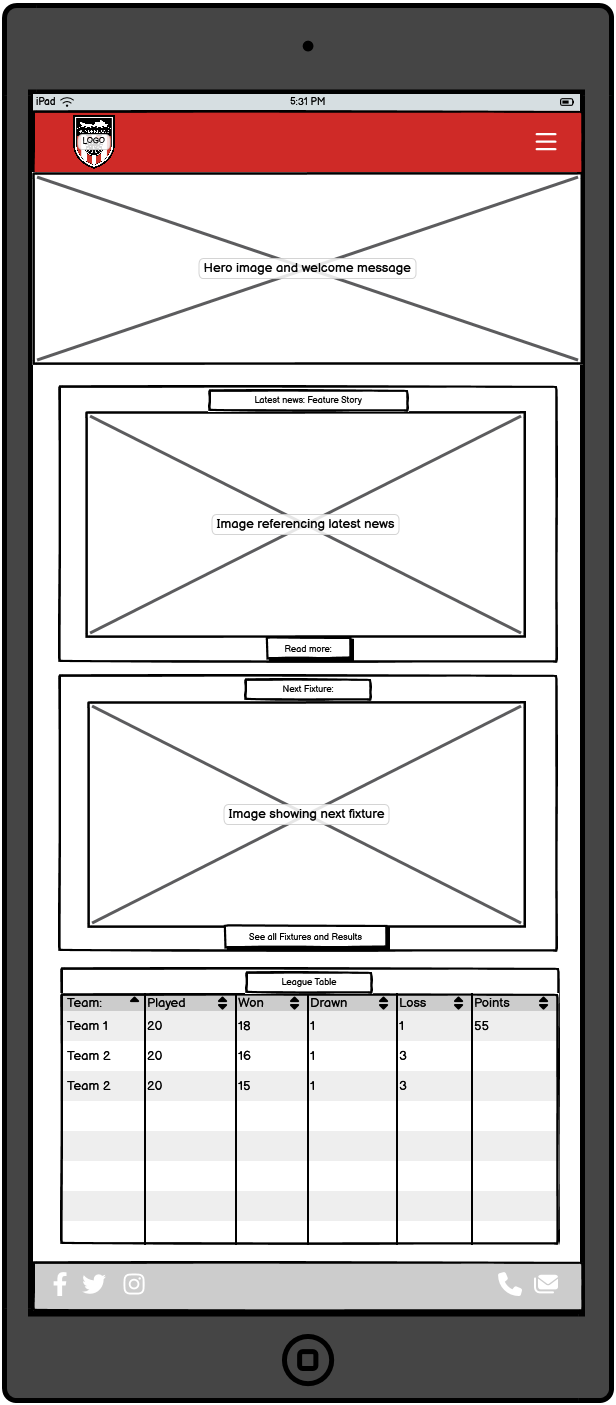 iPad 5:31 PM
LOGO
Hero image and welcome message
Latest news: Feature Story
Image referencing latest news
Read more:
Next Fixture:
Image showing next fixture
See all Fixtures and Results
League Table
Team: Played Won Drawn Loss Points
Team 1 20 18 1 1 55
Team 2 20 16 1 3
Team 2 20 15 1 3